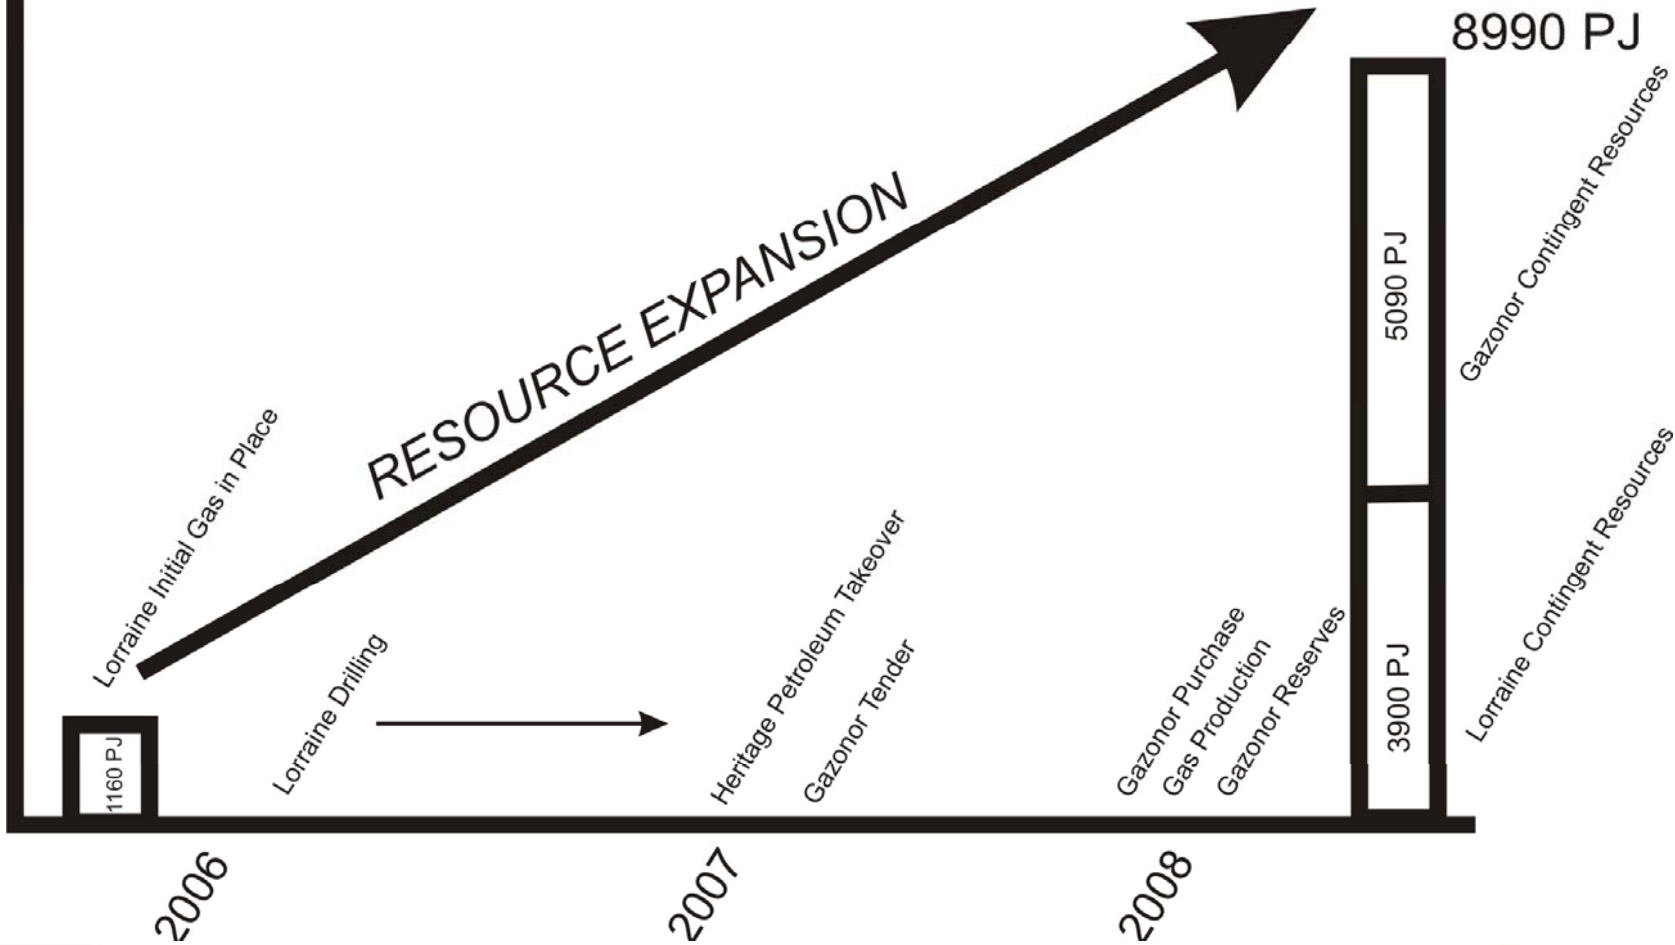 8990 PJ
RESOURCE EXPANSION
Gazonor Contingent Resources
5090 PJ
Lorraine Initial Gas in Place
Lorraine Contingent Resources
3900 PJ
1160 PJ
Lorraine Drilling
Heritage Petroleum Takeover
Gazonor Tender
Gazonor Purchase
Gas Production
Gazonor Reserves
2006
2007
2008